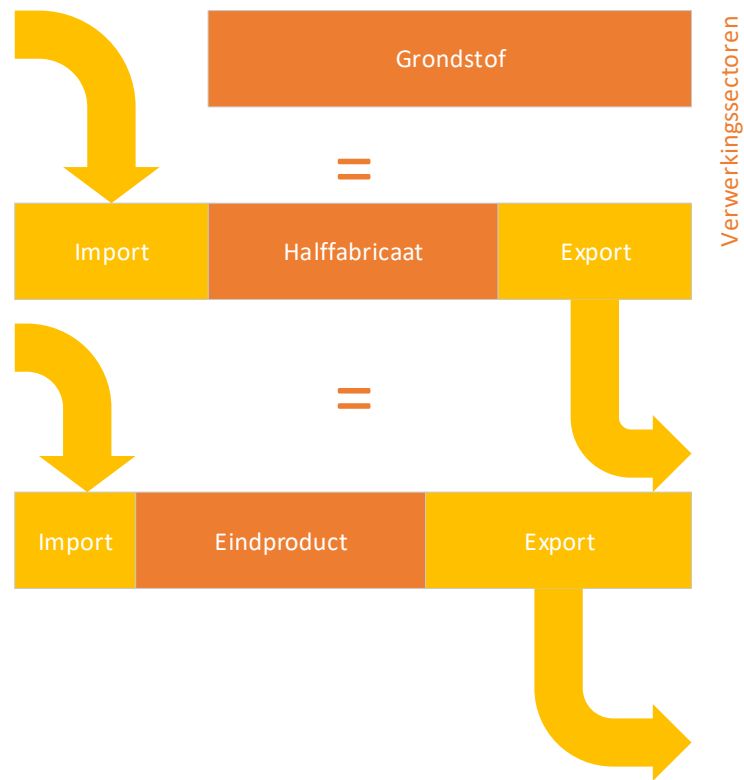 Grondstof
Verwerkingssectoren
=
Import Halffabricaat Export
=
Import Eindproduct Export